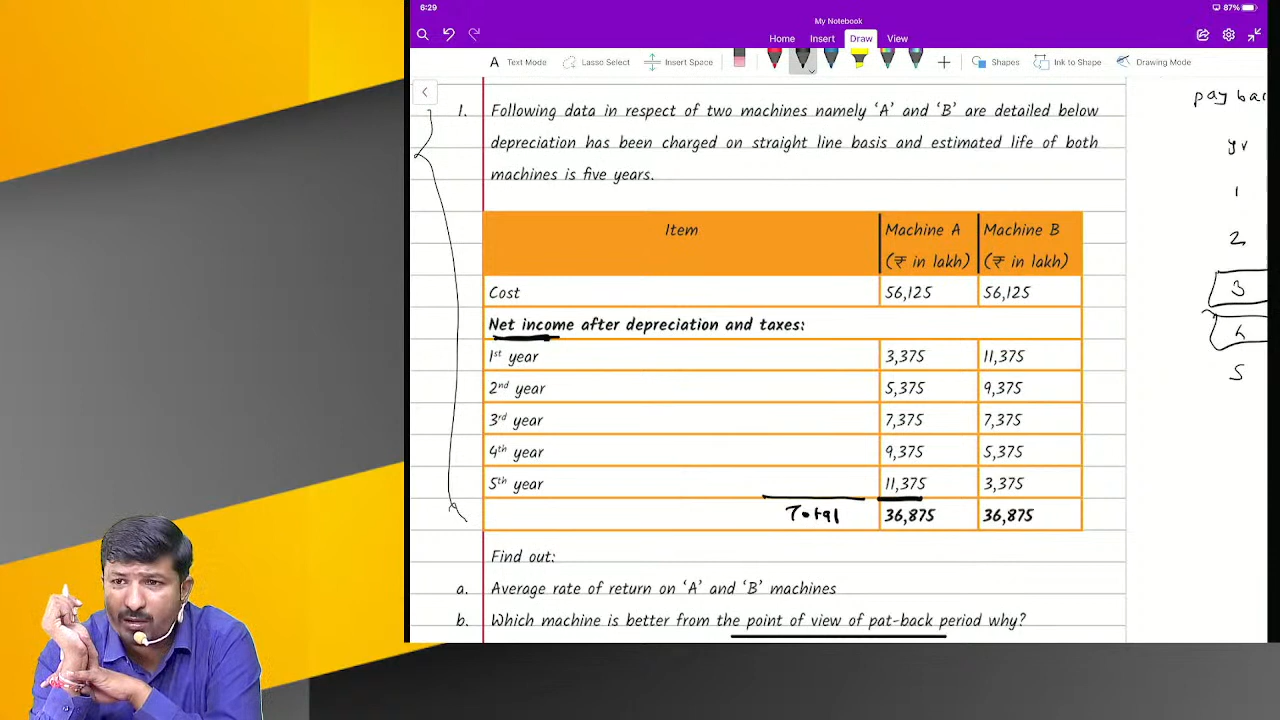 6:29
87%
My Notebook
Home Insert Draw View
Text Mode Lasso Select Insert Space Shapes Ink to Shape Drawing Mode
1. Following data in respect of two machines namely ‘A’ and ‘B’ are detailed below
depreciation has been charged on straight line basis and estimated life of both
machines is five years.
Item Machine A Machine B
(₹ in lakh) (₹ in lakh)
Cost 56,125 56,125
Net income after depreciation and taxes:
1st year 3,375 11,375
2nd year 5,375 9,375
3rd year 7,375 7,375
4th year 9,375 5,375
5th year 11,375 3,375
Total 36,875 36,875
Find out:
a. Average rate of return on ‘A’ and ‘B’ machines
b. Which machine is better from the point of view of pat-back period why?
pay bac
yr
1
2
3
4
5